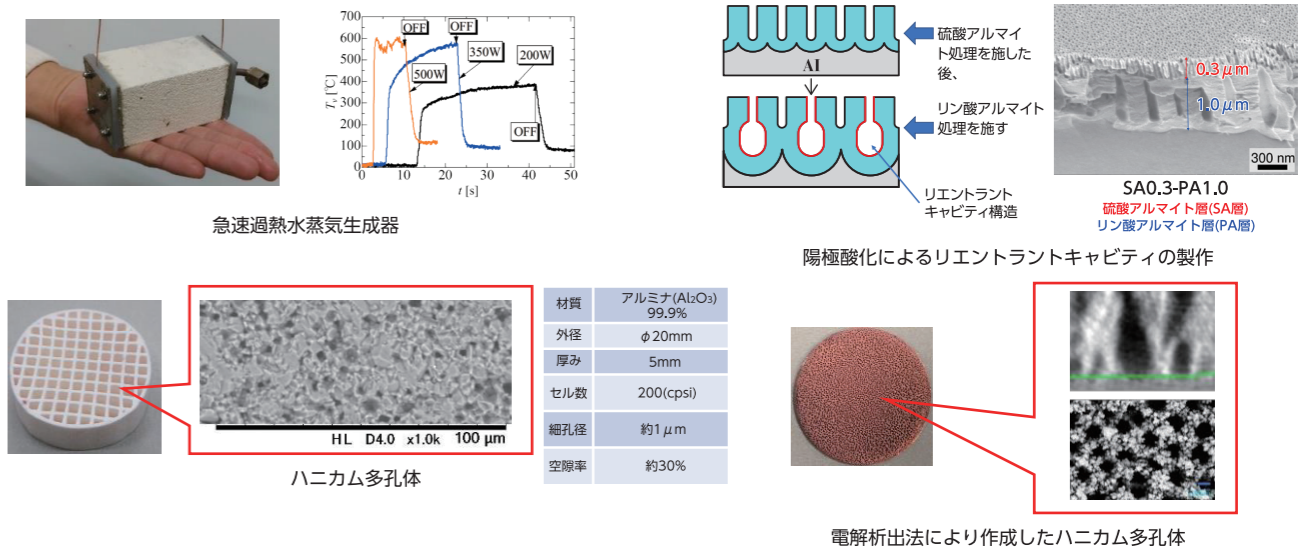 700
600
500
400
300
200
100
0
Tv [℃]
0
10
20
30
40
50
t [s]
OFF
OFF
OFF
500W
350W
200W
急速過熱水蒸気生成器
Al
硫酸アルマイ
ト処理を施した
後、
リン酸アルマイト
処理を施す
リエントラント
キャビティ構造
0.3μm
1.0μm
300 nm
SA0.3-PA1.0
硫酸アルマイト層(SA層)
リン酸アルマイト層(PA層)
陽極酸化によるリエントラントキャビティの製作
HL D4.0 x1.0k 100 μm
ハニカム多孔体
材質 アルミナ(Al₂O₃)
99.9%
外径 φ20mm
厚み 5mm
セル数 200(cpsi)
細孔径 約1μm
空隙率 約30%
電解析出法により作成したハニカム多孔体